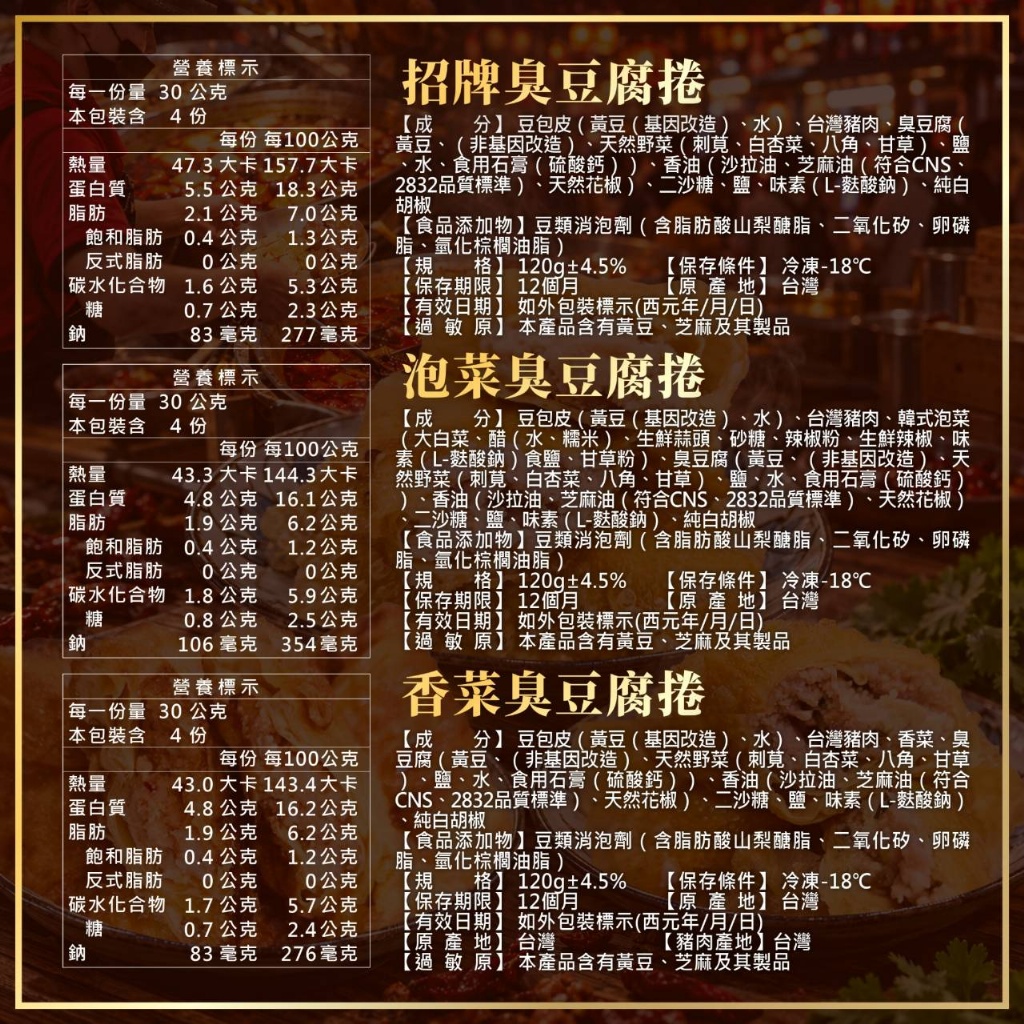 營養標示
每一份量 30 公克
本包裝含 4 份
每份 每100公克
熱量 47.3 大卡 157.7 大卡
蛋白質 5.5 公克 18.3 公克
脂肪 2.1 公克 7.0 公克
飽和脂肪 0.4 公克 1.3 公克
反式脂肪 0 公克 0 公克
碳水化合物 1.6 公克 5.3 公克
糖 0.7 公克 2.3 公克
鈉 83 毫克 277 毫克
招牌臭豆腐捲
【成 分】豆包皮（黃豆（基因改造）、水）、台灣豬肉、臭豆腐（
黃豆、（非基因改造）、天然野菜（刺莧、白杏菜、八角、甘草）、鹽
、水、食用石膏（硫酸鈣））、香油（沙拉油、芝麻油（符合CNS、
2832品質標準）、天然花椒）、二沙糖、鹽、味素（L-麩酸鈉）、純白
胡椒
【食品添加物】豆類消泡劑（含脂肪酸山梨醣脂、二氧化矽、卵磷
脂、氫化棕櫚油脂）
【規 格】120g±4.5% 【保存條件】冷凍-18℃
【保存期限】12個月 【原 產 地】台灣
【有效日期】如外包裝標示(西元年/月/日)
【過 敏 原】本產品含有黃豆、芝麻及其製品
營養標示
每一份量 30 公克
本包裝含 4 份
每份 每100公克
熱量 43.3 大卡 144.3 大卡
蛋白質 4.8 公克 16.1 公克
脂肪 1.9 公克 6.2 公克
飽和脂肪 0.4 公克 1.2 公克
反式脂肪 0 公克 0 公克
碳水化合物 1.8 公克 5.9 公克
糖 0.8 公克 2.5 公克
鈉 106 毫克 354 毫克
泡菜臭豆腐捲
【成 分】豆包皮（黃豆（基因改造）、水）、台灣豬肉、韓式泡菜
（大白菜、醋（水、糯米）、生鮮蒜頭、砂糖、辣椒粉、生鮮辣椒、味
素（L-麩酸鈉）食鹽、甘草粉）、臭豆腐（黃豆、（非基因改造）、天
然野菜（刺莧、白杏菜、八角、甘草）、鹽、水、食用石膏（硫酸鈣）
）、香油（沙拉油、芝麻油（符合CNS、2832品質標準）、天然花椒）
、二沙糖、鹽、味素（L-麩酸鈉）、純白胡椒
【食品添加物】豆類消泡劑（含脂肪酸山梨醣脂、二氧化矽、卵磷
脂、氫化棕櫚油脂）
【規 格】120g±4.5% 【保存條件】冷凍-18℃
【保存期限】12個月 【原 產 地】台灣
【有效日期】如外包裝標示(西元年/月/日)
【過 敏 原】本產品含有黃豆、芝麻及其製品
營養標示
每一份量 30 公克
本包裝含 4 份
每份 每100公克
熱量 43.0 大卡 143.4 大卡
蛋白質 4.8 公克 16.2 公克
脂肪 1.9 公克 6.2 公克
飽和脂肪 0.4 公克 1.2 公克
反式脂肪 0 公克 0 公克
碳水化合物 1.7 公克 5.7 公克
糖 0.7 公克 2.4 公克
鈉 83 毫克 276 毫克
香菜臭豆腐捲
【成 分】豆包皮（黃豆（基因改造）、水）、台灣豬肉、香菜、臭
豆腐（黃豆、（非基因改造）、天然野菜（刺莧、白杏菜、八角、甘草
）、鹽、水、食用石膏（硫酸鈣））、香油（沙拉油、芝麻油（符合
CNS、2832品質標準）、天然花椒）、二沙糖、鹽、味素（L-麩酸鈉）
、純白胡椒
【食品添加物】豆類消泡劑（含脂肪酸山梨醣脂、二氧化矽、卵磷
脂、氫化棕櫚油脂）
【規 格】120g±4.5% 【保存條件】冷凍-18℃
【保存期限】12個月 【原 產 地】台灣
【有效日期】如外包裝標示(西元年/月/日)
【原 產 地】台灣 【豬肉產地】台灣
【過 敏 原】本產品含有黃豆、芝麻及其製品